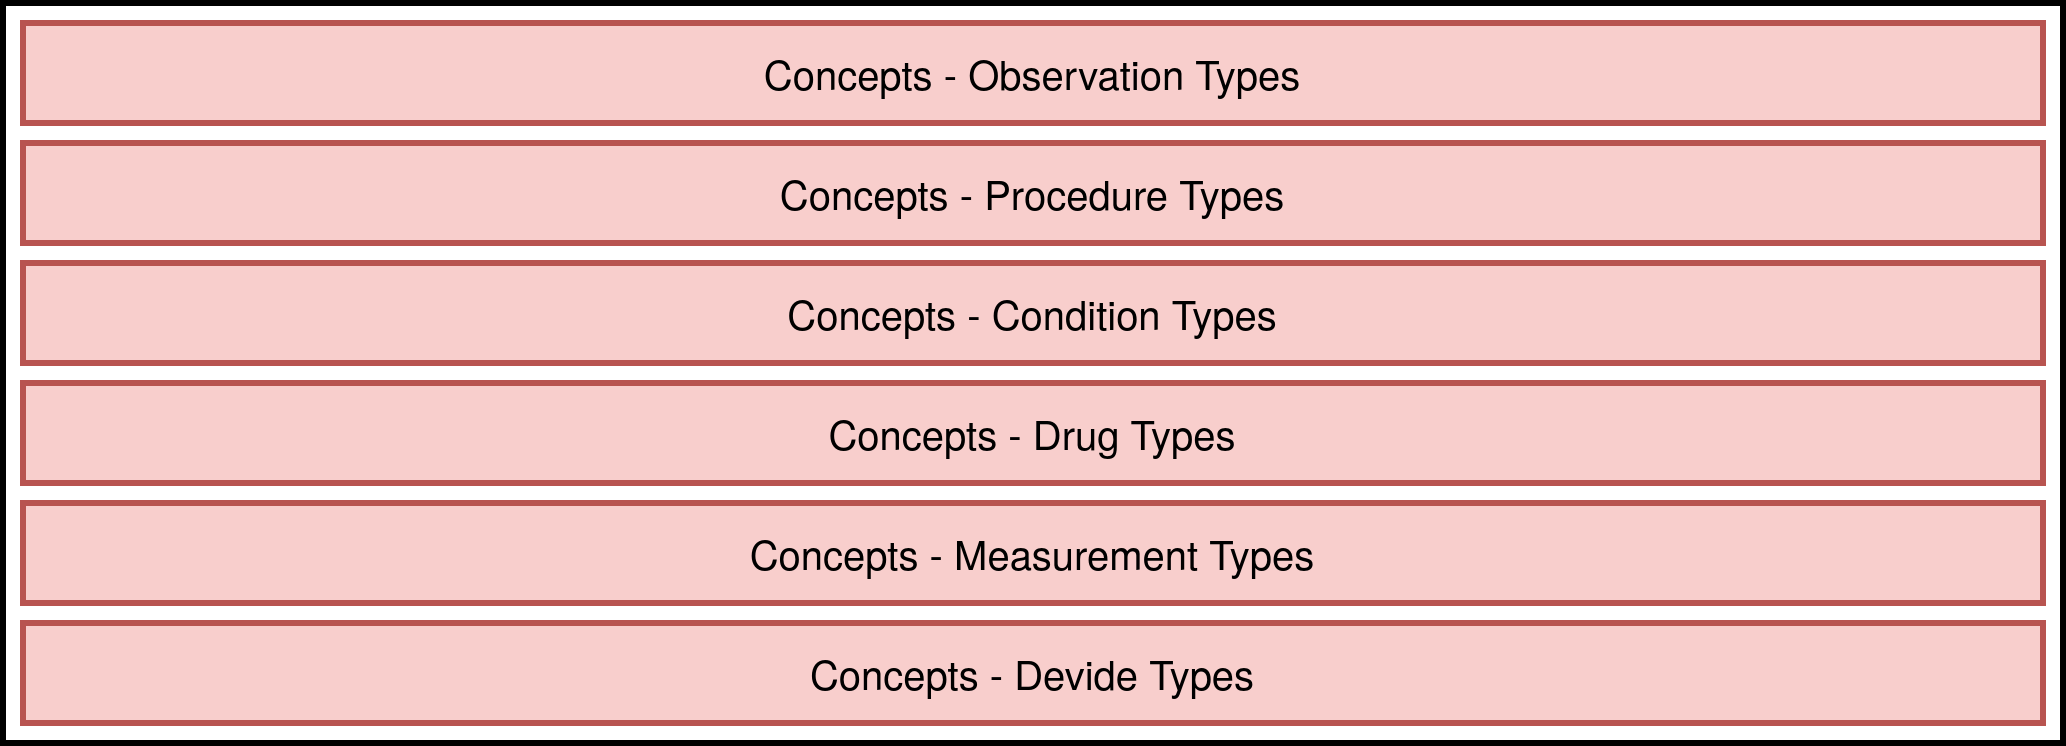 Concepts - Observation Types
Concepts - Procedure Types
Concepts - Condition Types
Concepts - Drug Types
Concepts - Measurement Types
Concepts - Devide Types